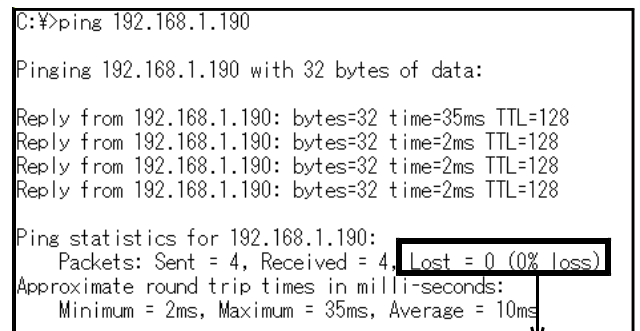 C:¥>ping 192.168.1.190
Pinging 192.168.1.190 with 32 bytes of data:
Reply from 192.168.1.190: bytes=32 time=35ms TTL=128
Reply from 192.168.1.190: bytes=32 time=2ms TTL=128
Reply from 192.168.1.190: bytes=32 time=2ms TTL=128
Reply from 192.168.1.190: bytes=32 time=2ms TTL=128
Ping statistics for 192.168.1.190:
Packets: Sent = 4, Received = 4, Lost = 0 (0% loss)
Approximate round trip times in milli-seconds:
Minimum = 2ms, Maximum = 35ms, Average = 10ms